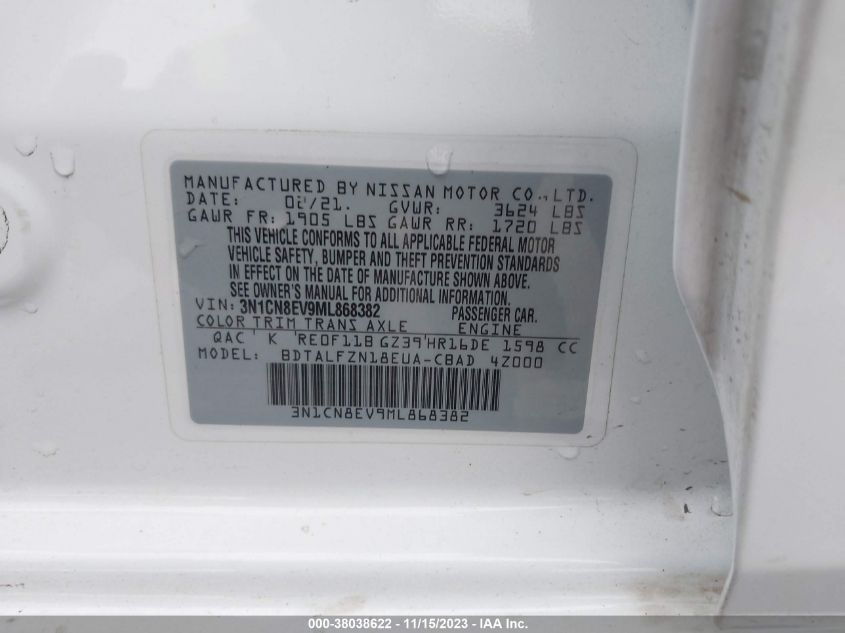 MANUFACTURED BY NISSAN MOTOR CO., LTD.
DATE: GVWR: 3624 LBS
GAWR FR: 1905 LBS GAWR RR: 1720 LBS
THIS VEHICLE CONFORMS TO ALL APPLICABLE FEDERAL MOTOR
VEHICLE SAFETY, BUMPER AND THEFT PREVENTION STANDARDS
IN EFFECT ON THE DATE OF MANUFACTURE SHOWN ABOVE.
SEE OWNER'S MANUAL FOR ADDITIONAL INFORMATION.
VIN: 3N1CN8EV9ML868382 PASSENGER CAR.
COLOR TRIM TRANS AXLE ENGINE
QAC' K 'RE0F11B GZ39'HR16DE 1598 CC
MODEL: BDTALFZN18EUA-CBAD 4Z000
3N1CN8EV9ML868382
000-38038622 - 11/15/2023 - IAA Inc.